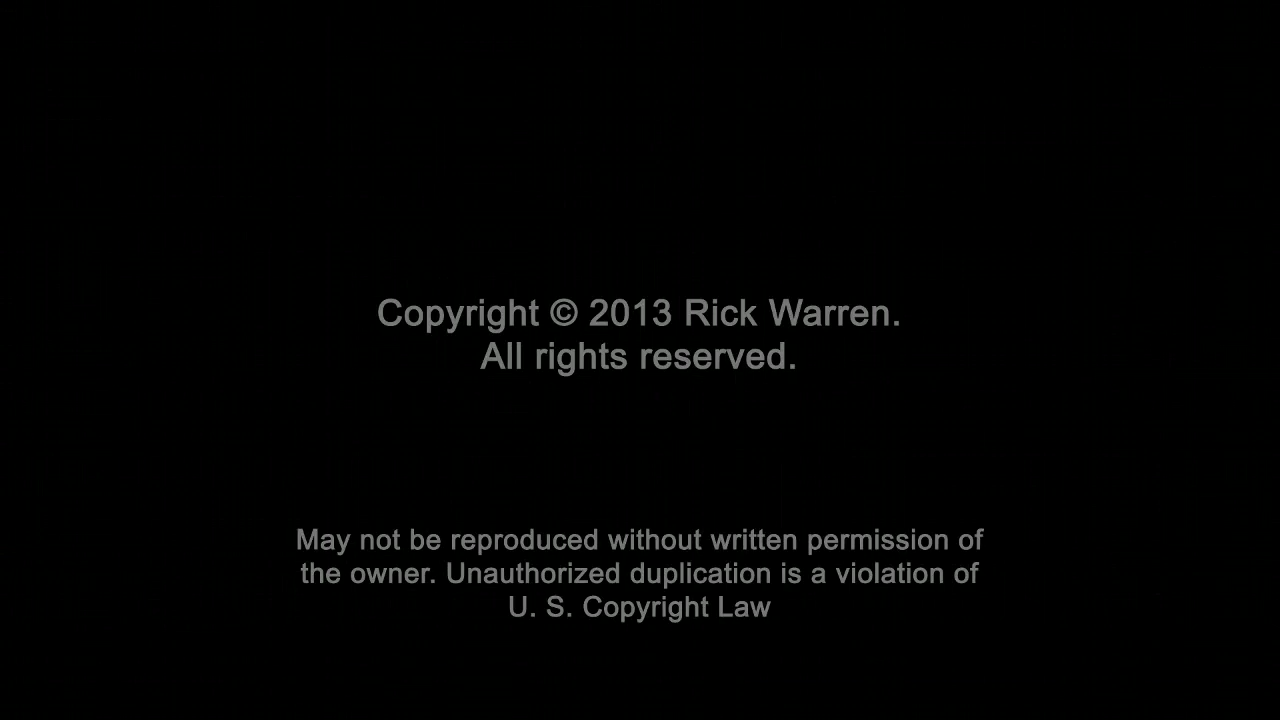 Copyright © 2013 Rick Warren.
All rights reserved.
May not be reproduced without written permission of
the owner. Unauthorized duplication is a violation of
U. S. Copyright Law